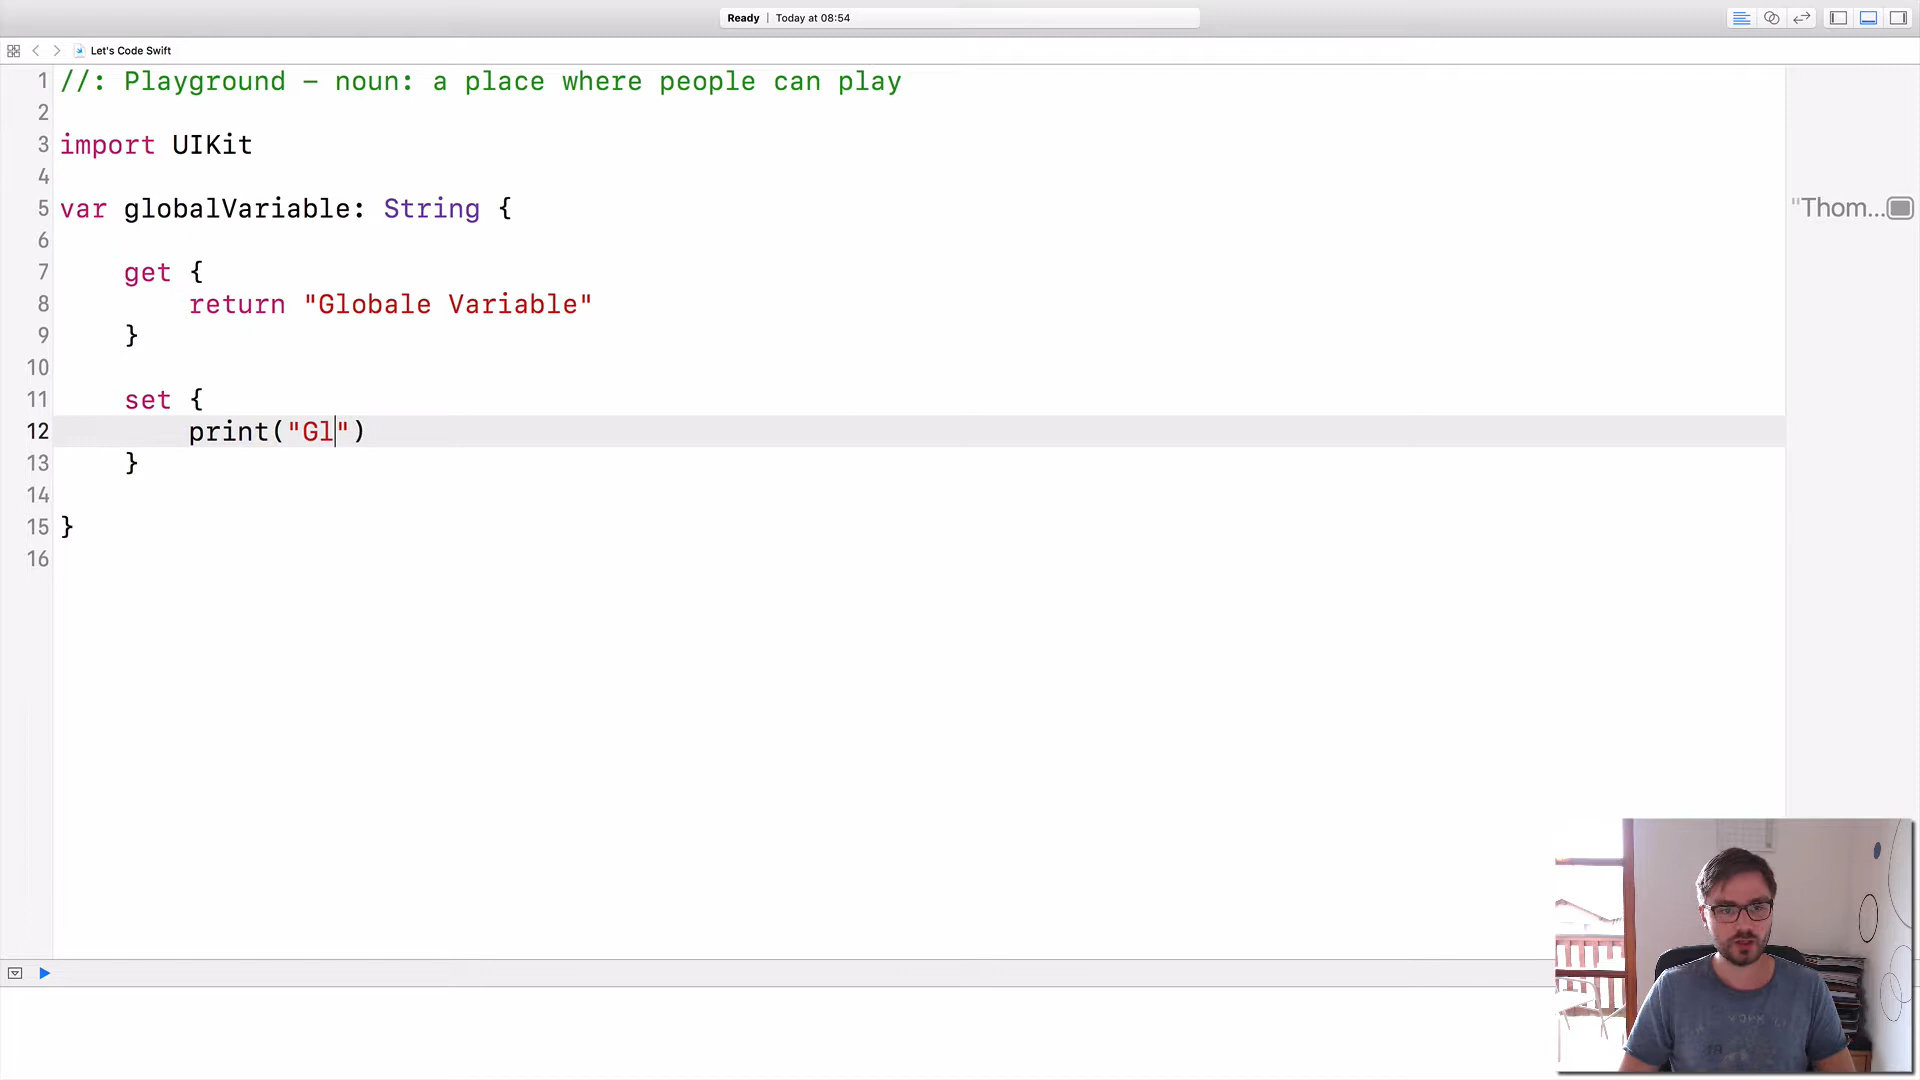 Ready | Today at 08:54
Let's Code Swift
1 //: Playground – noun: a place where people can play
2
3 import UIKit
4
5 var globalVariable: String {
"Thom...
6
7 get {
8 return "Globale Variable"
9 }
10
11 set {
12 print("Gl")
13 }
14
15 }
16